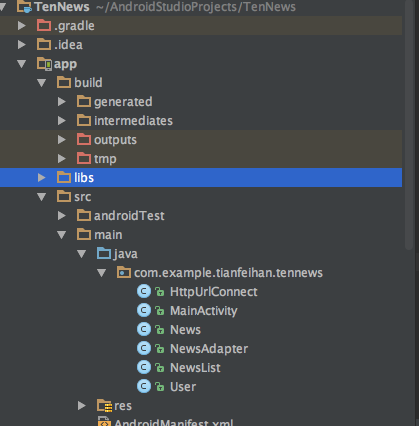 TenNews ~/AndroidStudioProjects/TenNews
.gradle
.idea
app
build
generated
intermediates
outputs
tmp
libs
src
androidTest
main
java
com.example.tianfeihan.tennews
HttpUrlConnect
MainActivity
News
NewsAdapter
NewsList
User
res
AndroidManifest.xml